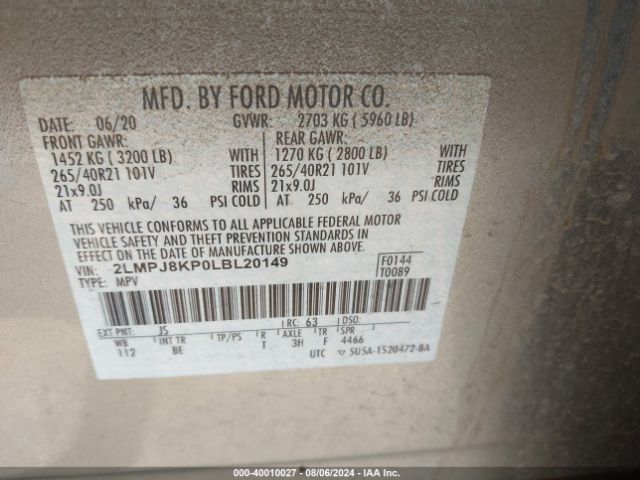 MFD. BY FORD MOTOR CO.
DATE: 06/20 GVWR: 2703 KG ( 5960 LB)
FRONT GAWR: REAR GAWR:
1452 KG ( 3200 LB) WITH 1270 KG ( 2800 LB) WITH
265/40R21 101V TIRES 265/40R21 101V TIRES
21x9.0J RIMS 21x9.0J RIMS
AT 250 kPa/ 36 PSI COLD AT 250 kPa/ 36 PSI COLD
THIS VEHICLE CONFORMS TO ALL APPLICABLE FEDERAL MOTOR
VEHICLE SAFETY AND THEFT PREVENTION STANDARDS IN
EFFECT ON THE DATE OF MANUFACTURE SHOWN ABOVE.
VIN: 2LMPJ8KP0LBL20149 F0144
TYPE: MPV T0089
EXT PNT: JS RC: 63 DSO:
WB INT TR TP/PS R AXLE TR SPR
112 BE T 3H F 4466
UTC ▽ 5U5A-1520472-BA
000-40010027 - 08/06/2024 - IAA Inc.